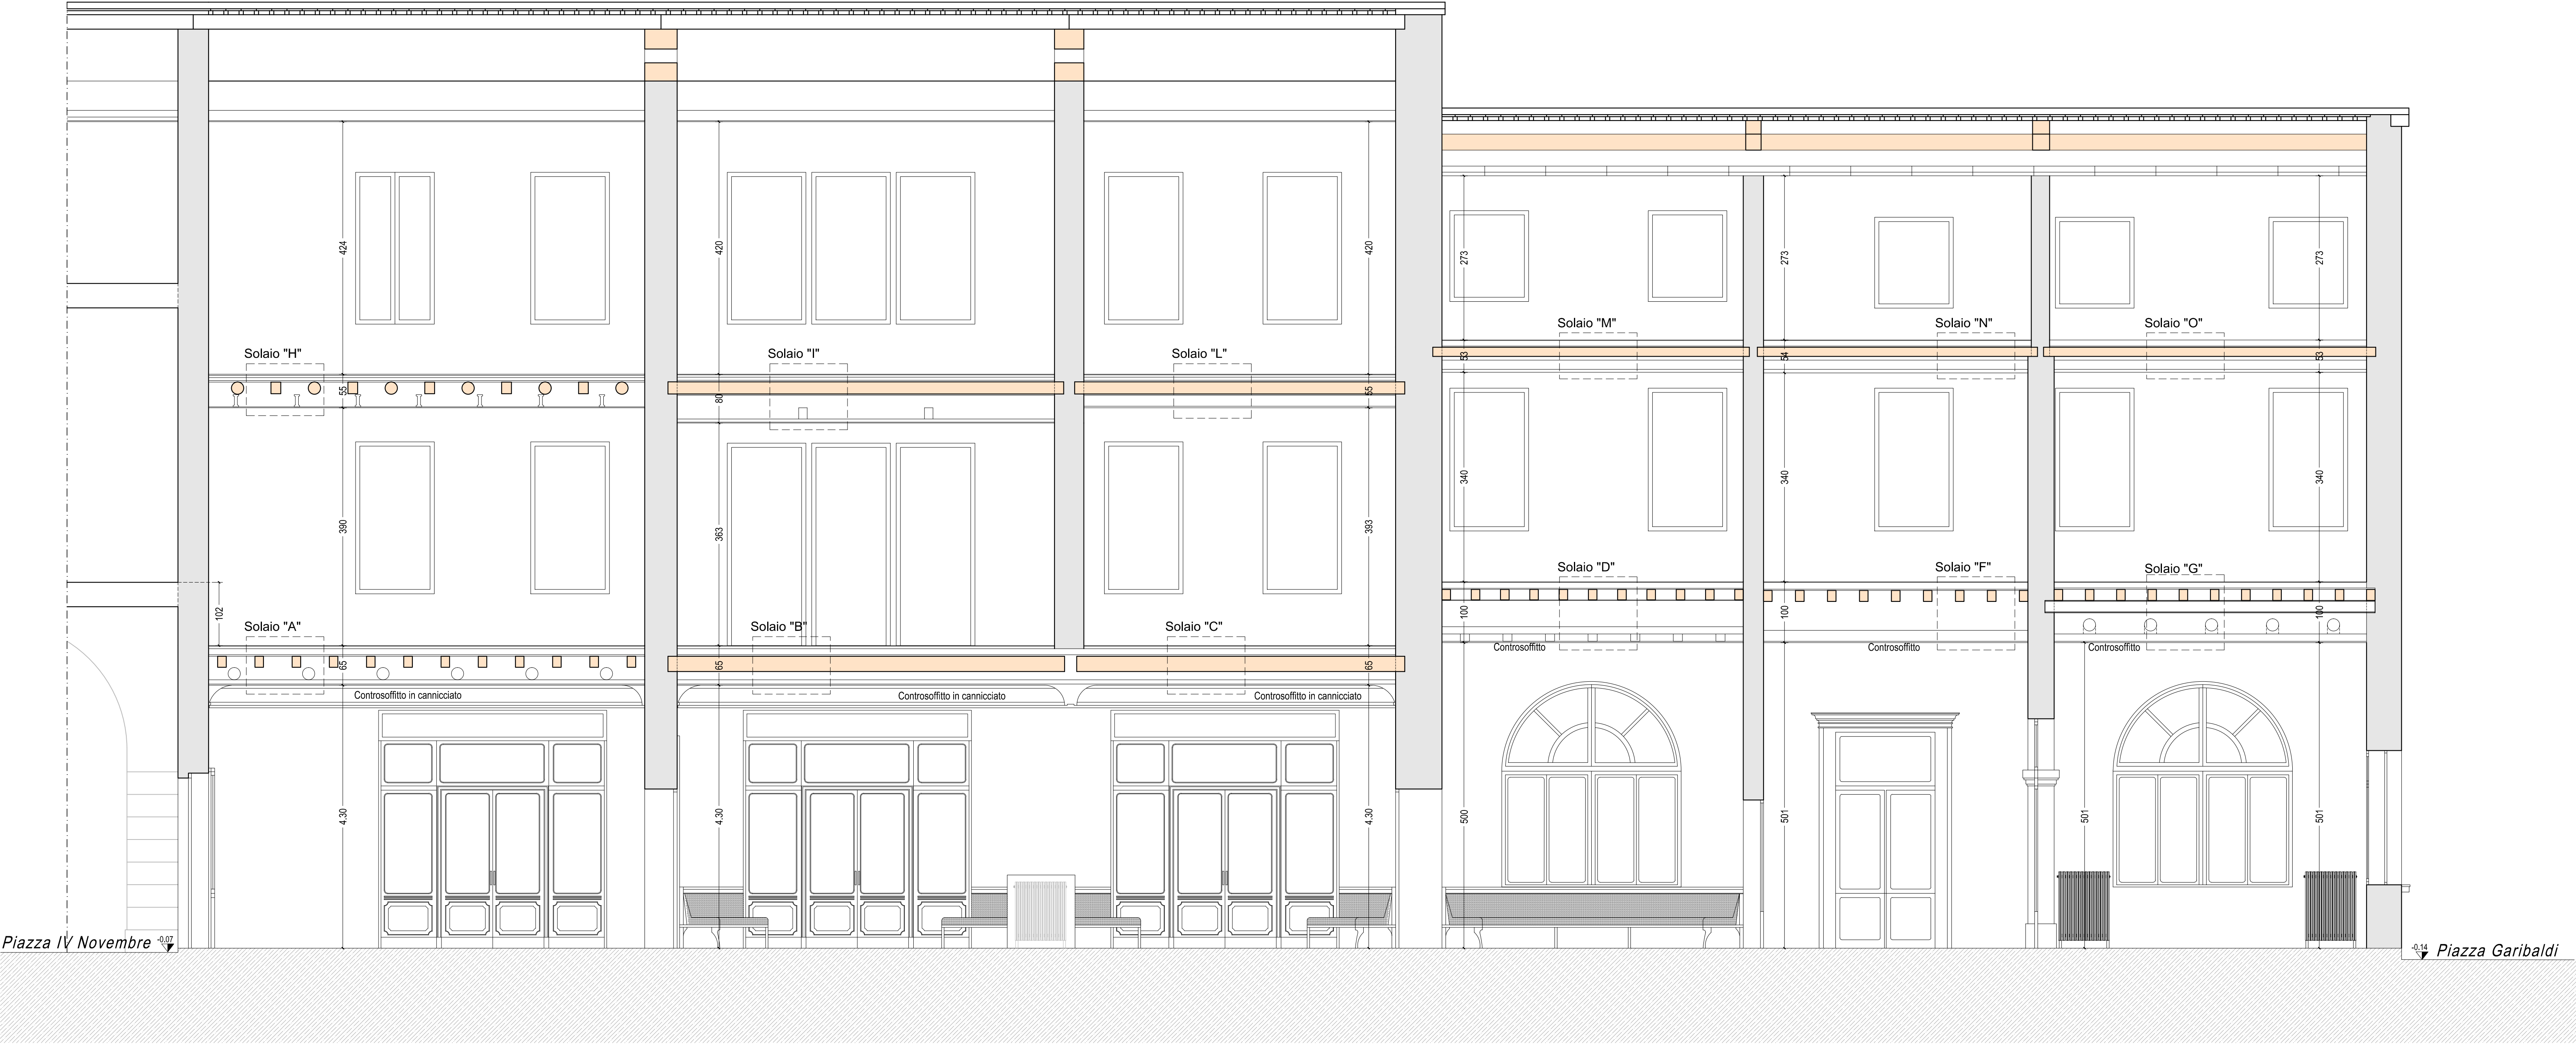 424
420
420
273
273
273
Solaio "H"
Solaio "I"
Solaio "L"
Solaio "M"
Solaio "N"
Solaio "O"
55
80
55
53
54
53
390
363
393
340
340
340
102
Solaio "A"
Solaio "B"
Solaio "C"
Solaio "D"
Solaio "F"
Solaio "G"
65
65
65
100
100
100
Controsoffitto in cannicciato
Controsoffitto in cannicciato
Controsoffitto in cannicciato
Controsoffitto
Controsoffitto
Controsoffitto
4.30
4.30
4.30
500
501
501
501
Piazza IV Novembre -0.07
-0.14 Piazza Garibaldi